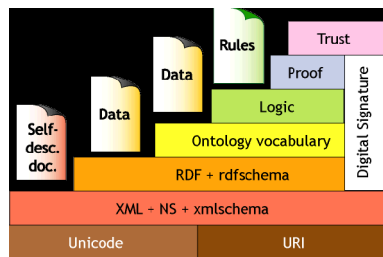 Trust
Rules
Proof
Data
Logic
Data
Ontology vocabulary
Self-
desc.
doc.
RDF + rdfschema
Digital Signature
XML + NS + xmlschema
Unicode
URI